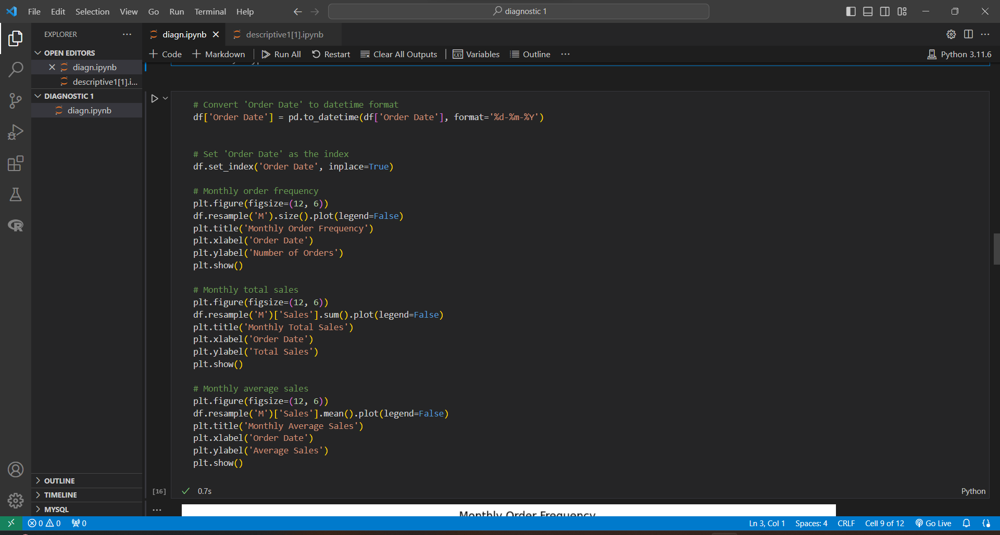 File Edit Selection View Go Run Terminal Help
diagnostic 1
EXPLORER
diagn.ipynb
descriptive1[1].ipynb
OPEN EDITORS
diagn.ipynb
descriptive1[1].i...
DIAGNOSTIC 1
diagn.ipynb
Code Markdown Run All Restart Clear All Outputs Variables Outline
Python 3.11.6
# Convert 'Order Date' to datetime format
df['Order Date'] = pd.to_datetime(df['Order Date'], format='%d-%m-%Y')
# Set 'Order Date' as the index
df.set_index('Order Date', inplace=True)
# Monthly order frequency
plt.figure(figsize=(12, 6))
df.resample('M').size().plot(legend=False)
plt.title('Monthly Order Frequency')
plt.xlabel('Order Date')
plt.ylabel('Number of Orders')
plt.show()
# Monthly total sales
plt.figure(figsize=(12, 6))
df.resample('M')['Sales'].sum().plot(legend=False)
plt.title('Monthly Total Sales')
plt.xlabel('Order Date')
plt.ylabel('Total Sales')
plt.show()
# Monthly average sales
plt.figure(figsize=(12, 6))
df.resample('M')['Sales'].mean().plot(legend=False)
plt.title('Monthly Average Sales')
plt.xlabel('Order Date')
plt.ylabel('Average Sales')
plt.show()
[16] 0.7s
Python
Monthly Order Frequency
OUTLINE
TIMELINE
MYSQL
0 0 0
Ln 3, Col 1 Spaces: 4 CRLF Cell 9 of 12 Go Live